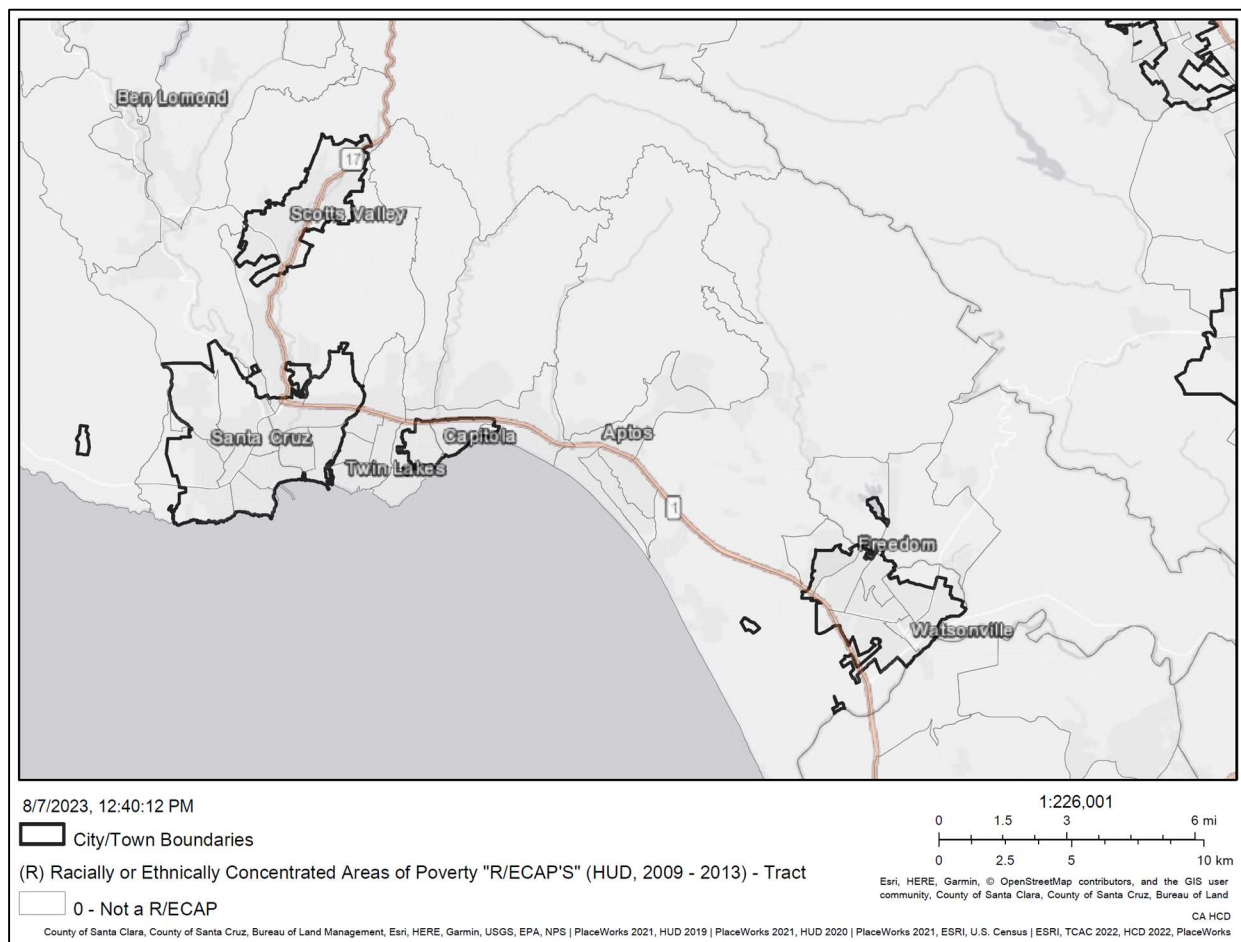 Ben Lomond
17
Scotts Valley
Santa Cruz
Capitola
Aptos
Twin Lakes
1
Freedom
Watsonville
8/7/2023, 12:40:12 PM
City/Town Boundaries
(R) Racially or Ethnically Concentrated Areas of Poverty "R/ECAP'S" (HUD, 2009 - 2013) - Tract
0 - Not a R/ECAP
1:226,001
0 1.5 3 6 mi
0 2.5 5 10 km
Esri, HERE, Garmin, © OpenStreetMap contributors, and the GIS user
community, County of Santa Clara, County of Santa Cruz, Bureau of Land
CA HCD
County of Santa Clara, County of Santa Cruz, Bureau of Land Management, Esri, HERE, Garmin, USGS, EPA, NPS | PlaceWorks 2021, HUD 2019 | PlaceWorks 2021, HUD 2020 | PlaceWorks 2021, ESRI, U.S. Census | ESRI, TCAC 2022, HCD 2022, PlaceWorks